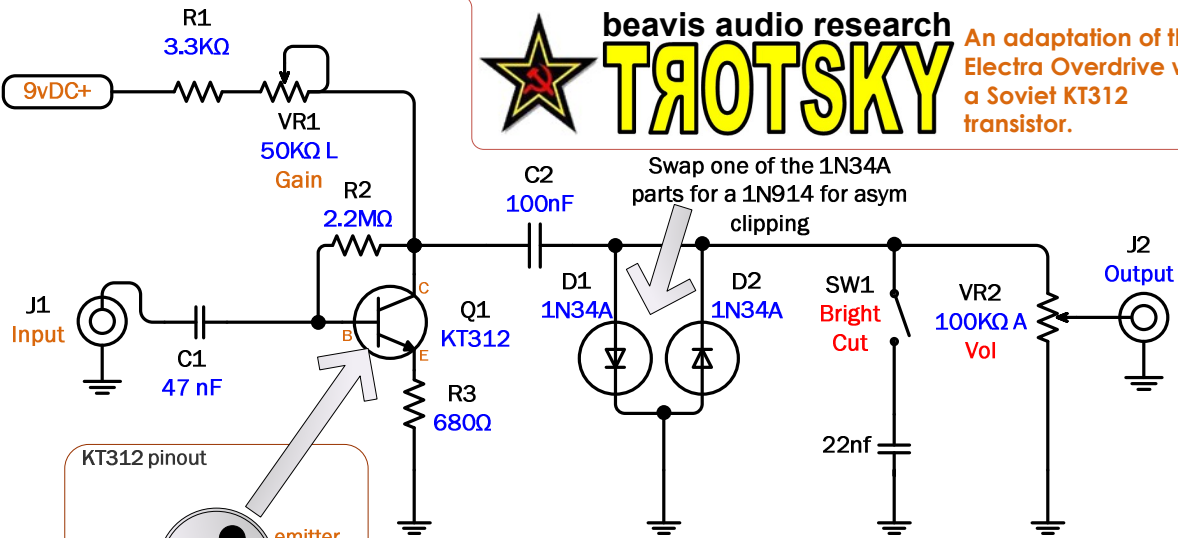 R1
3.3KΩ
9vDC+
VR1
50KΩ L
Gain
beavis audio research
TЯOTSKY
An adaptation of th
Electra Overdrive
a Soviet KT312
transistor.
Swap one of the 1N34A
parts for a 1N914 for asym
clipping
R2
2.2MΩ
C2
100nF
J1
Input
C1
47 nF
C
B
E
Q1
KT312
R3
680Ω
D1
1N34A
D2
1N34A
SW1
Bright
Cut
22nf
VR2
100KΩ A
Vol
J2
Output
KT312 pinout
emitter